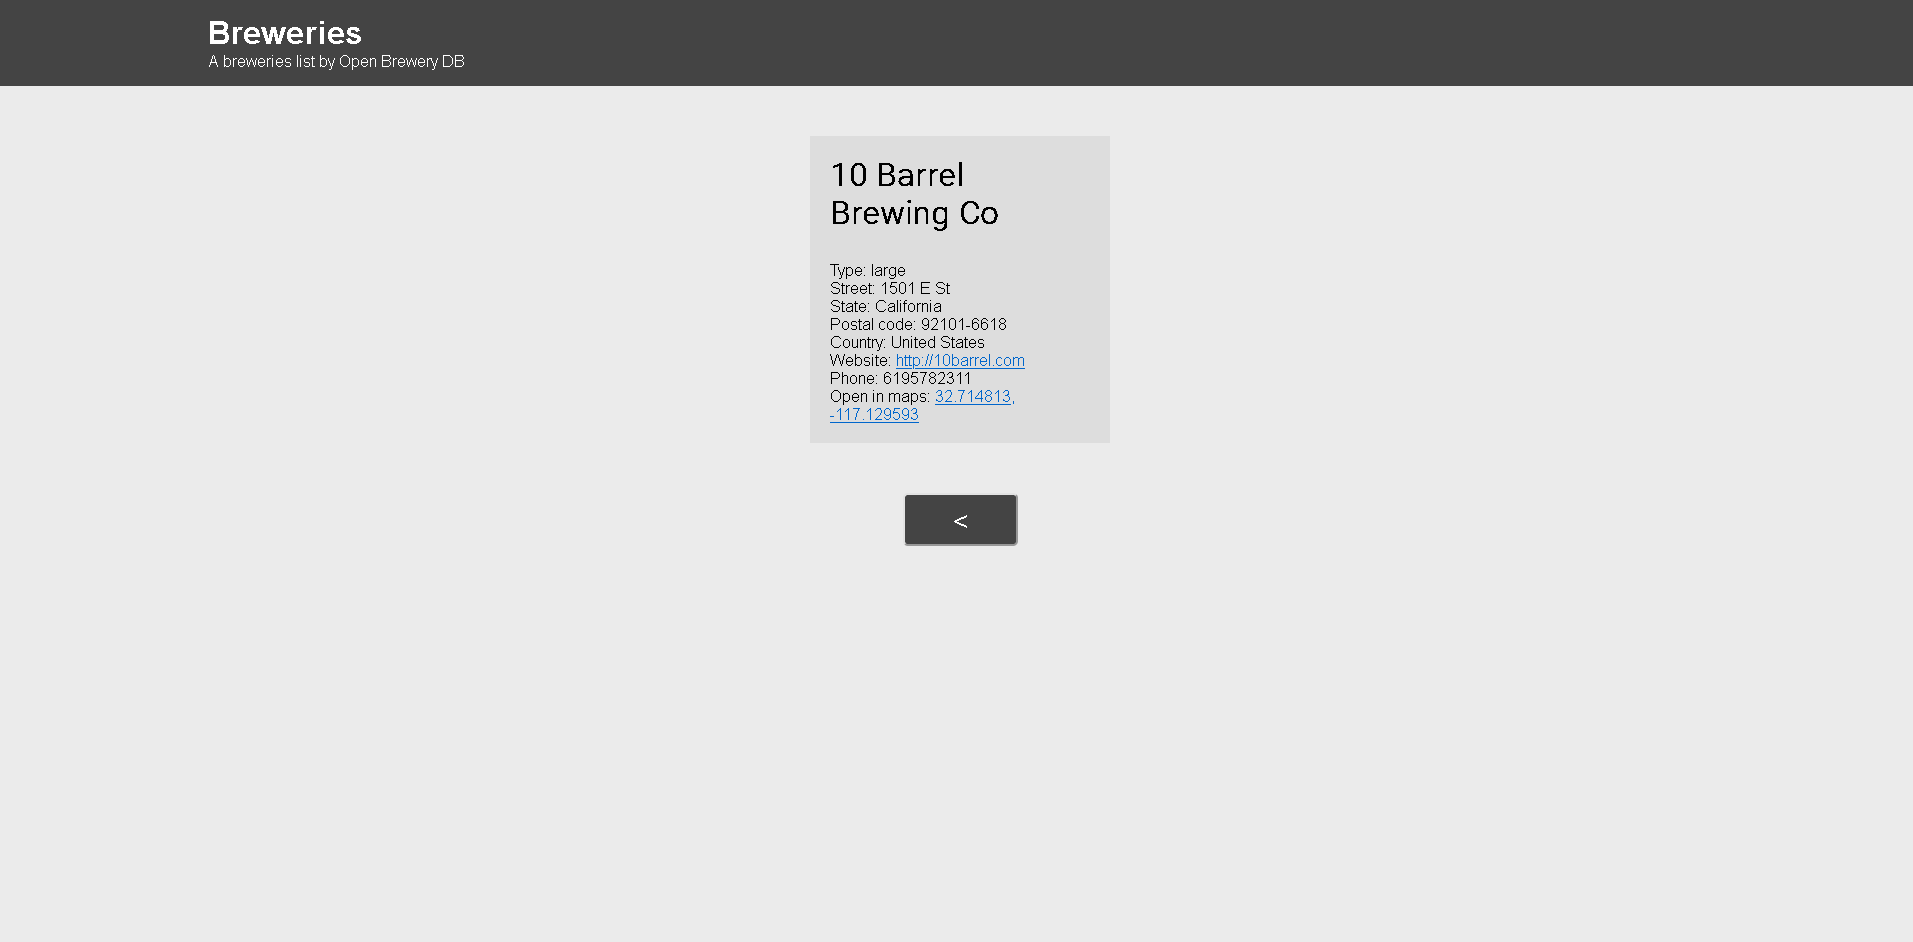 Breweries
A breweries list by Open Brewery DB
10 Barrel
Brewing Co
Type: large
Street: 1501 E St
State: California
Postal code: 92101-6618
Country: United States
Website: http://10barrel.com
Phone: 6195782311
Open in maps: 32.714813,
-117.129593
<